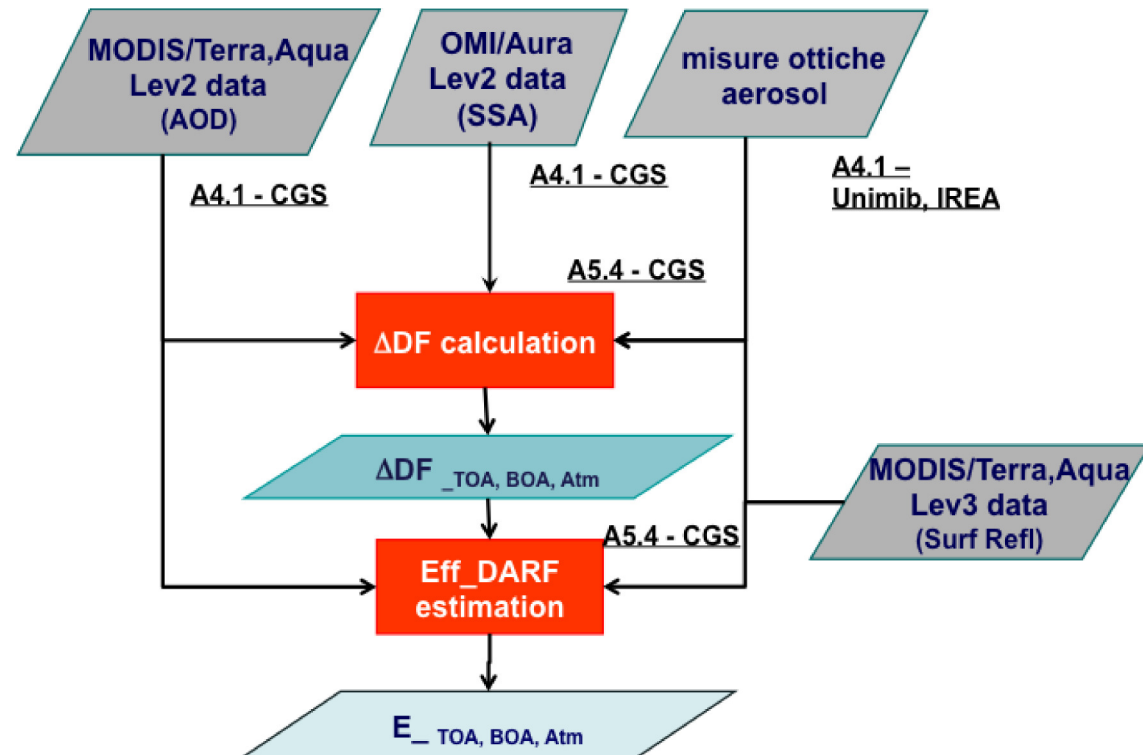 MODIS/Terra,Aqua
Lev2 data
(AOD)
OMI/Aura
Lev2 data
(SSA)
misure ottiche
aerosol
A4.1 - CGS
A4.1 - CGS
A4.1 –
Unimib, IREA
A5.4 - CGS
ΔDF calculation
ΔDF _TOA, BOA, Atm
MODIS/Terra,Aqua
Lev3 data
(Surf Refl)
A5.4 - CGS
Eff_DARF
estimation
E_ TOA, BOA, Atm